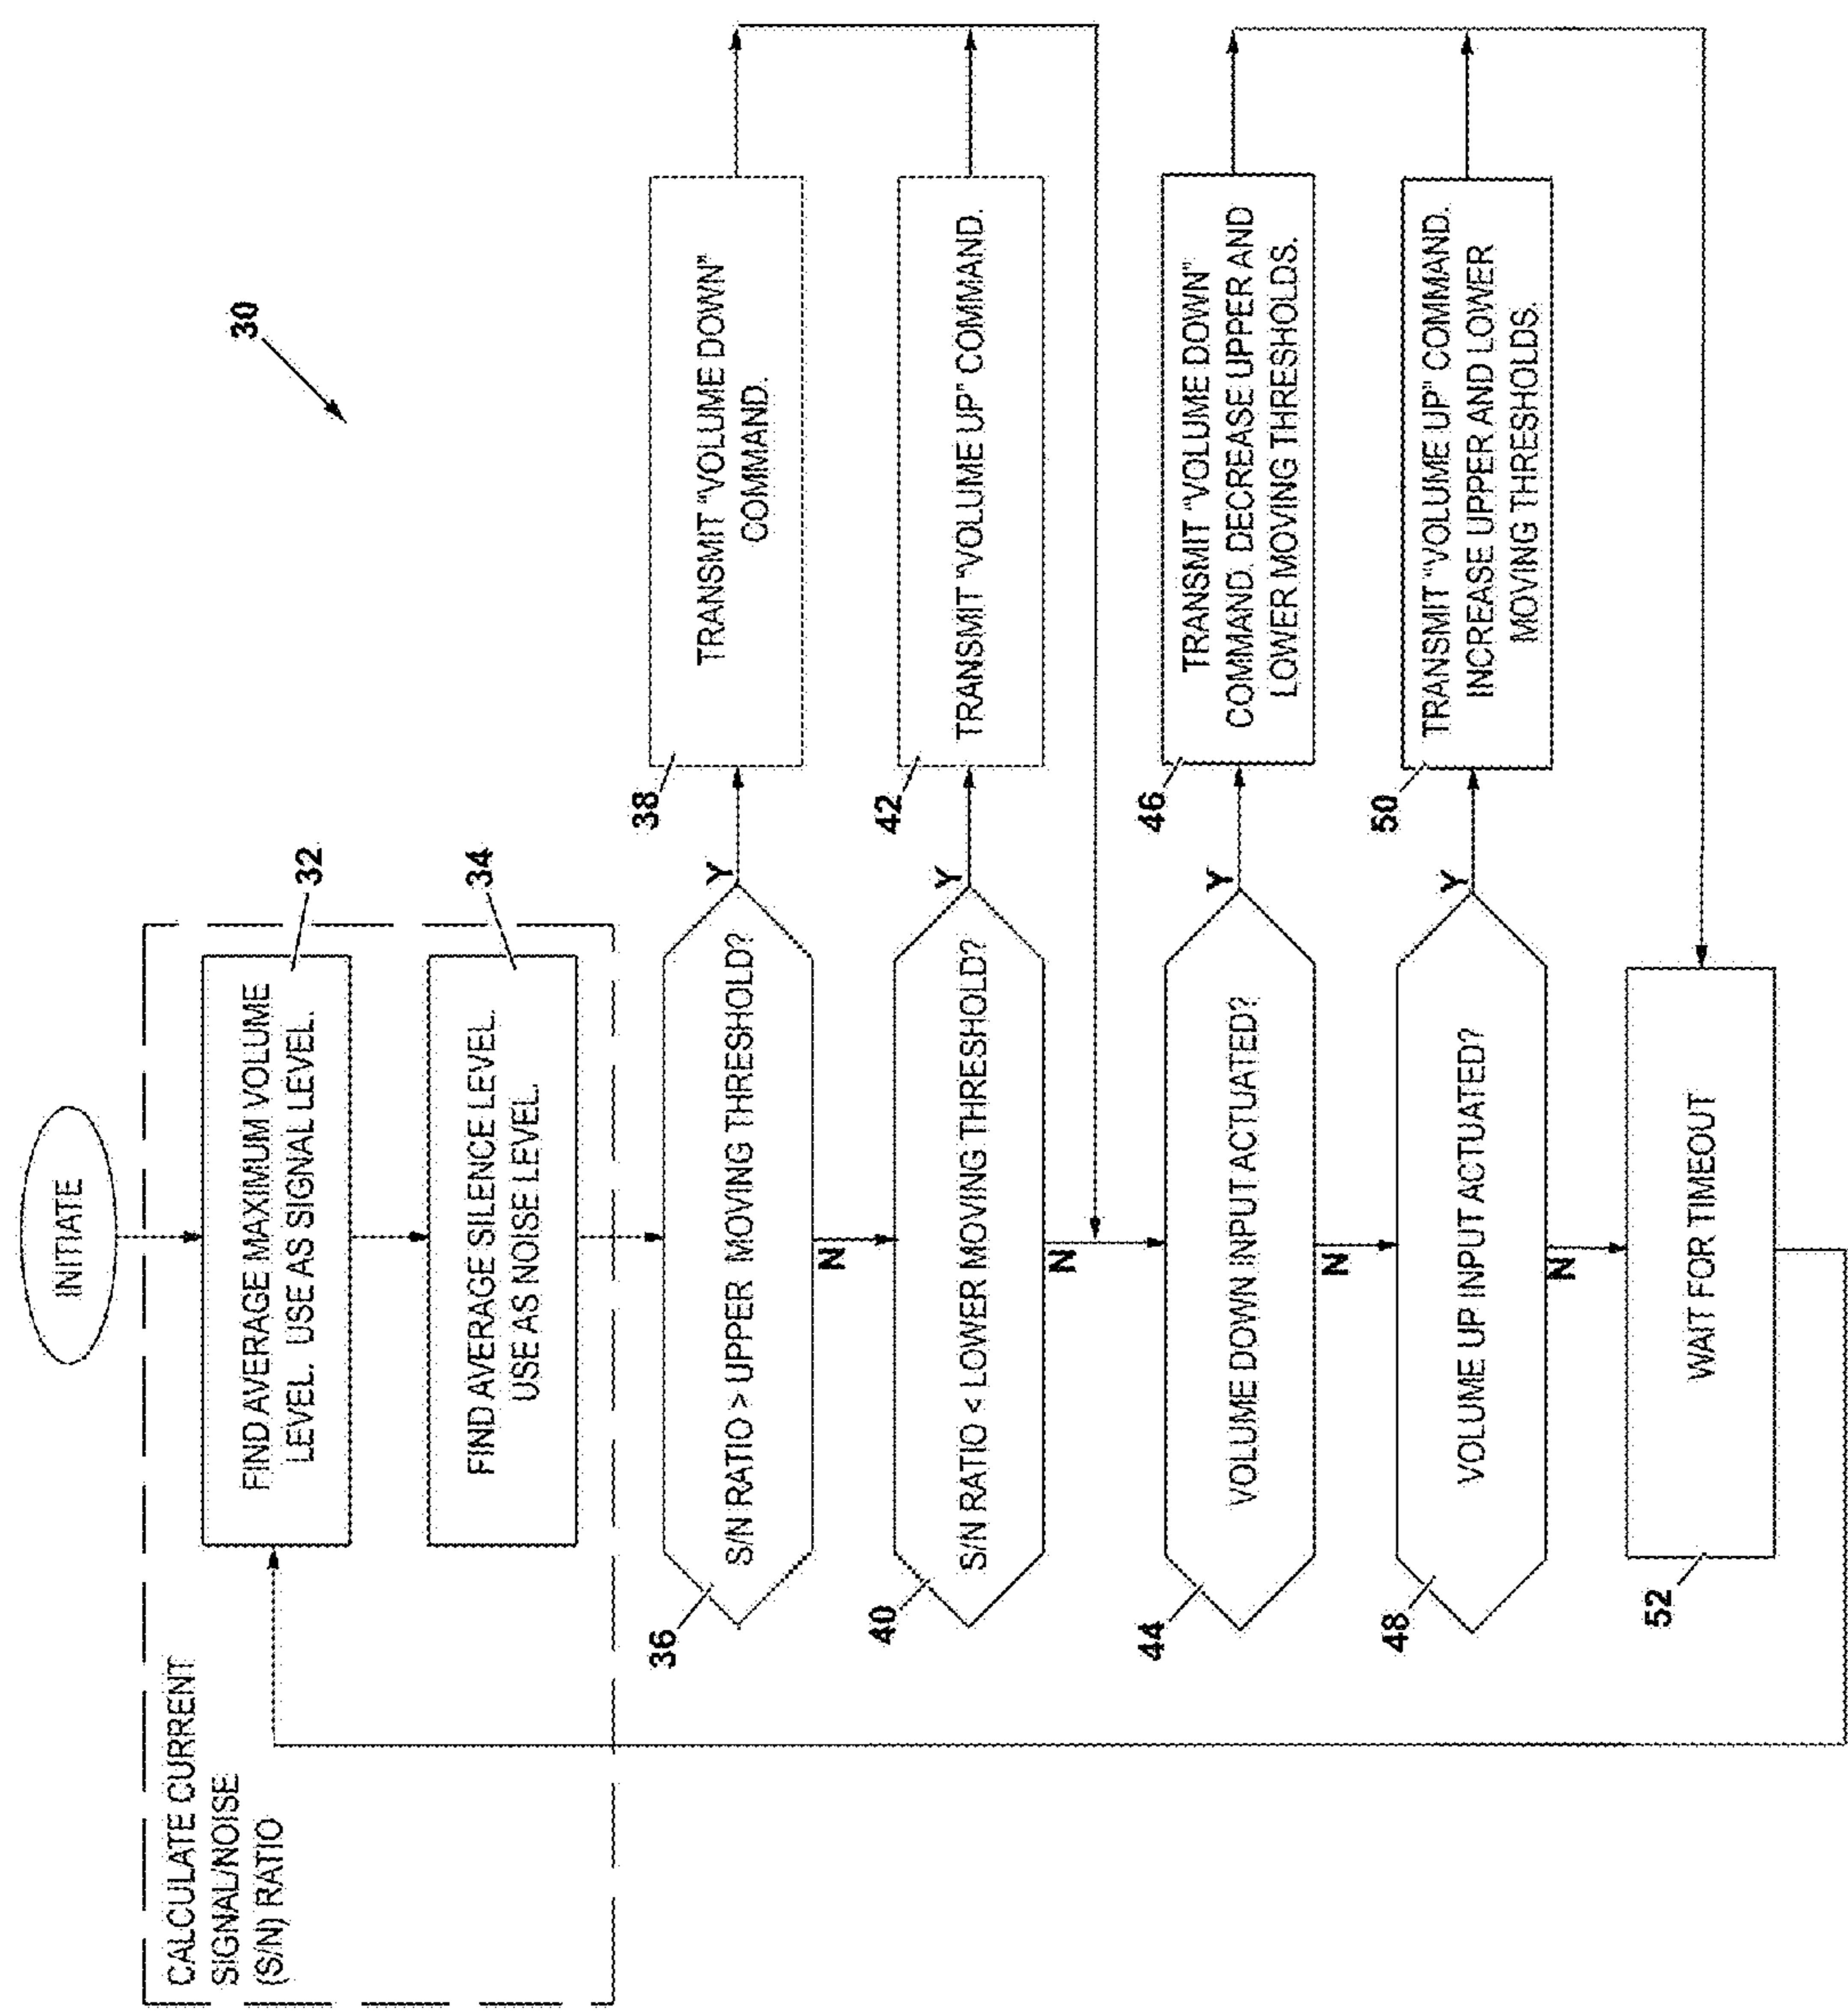 INITIATE
CALCULATE CURRENT
SIGNAL/NOISE
(S/N) RATIO
FIND AVERAGE MAXIMUM VOLUME
LEVEL. USE AS SIGNAL LEVEL.
32
FIND AVERAGE SILENCE LEVEL.
USE AS NOISE LEVEL.
34
30
36
S/N RATIO > UPPER MOVING THRESHOLD?
Y
N
38
TRANSMIT "VOLUME DOWN"
COMMAND.
40
S/N RATIO < LOWER MOVING THRESHOLD?
Y
N
42
TRANSMIT "VOLUME UP" COMMAND.
44
VOLUME DOWN INPUT ACTUATED?
Y
N
46
TRANSMIT "VOLUME DOWN"
COMMAND. DECREASE UPPER AND
LOWER MOVING THRESHOLDS.
48
VOLUME UP INPUT ACTUATED?
Y
N
50
TRANSMIT "VOLUME UP" COMMAND.
INCREASE UPPER AND LOWER
MOVING THRESHOLDS.
52
WAIT FOR TIMEOUT